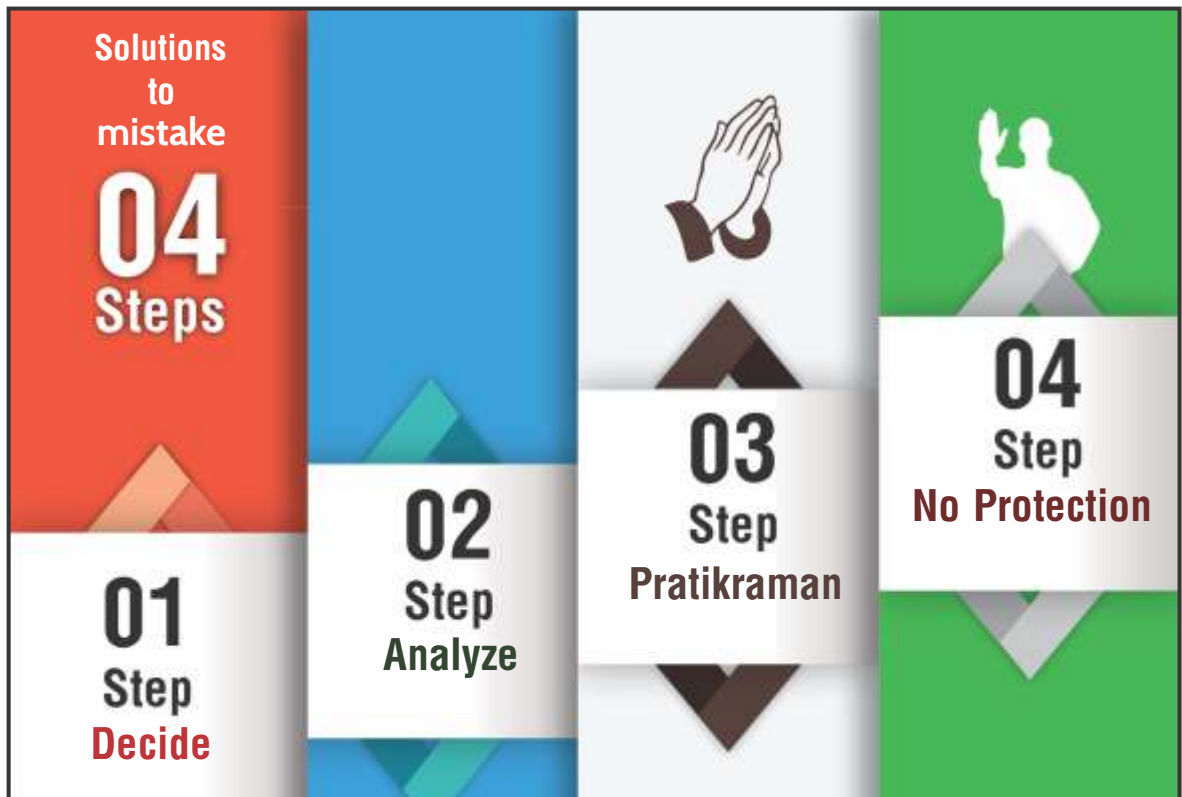 Solutions
to
mistake
04
Steps
01
Step
Decide
02
Step
Analyze
03
Step
Pratikraman
04
Step
No Protection